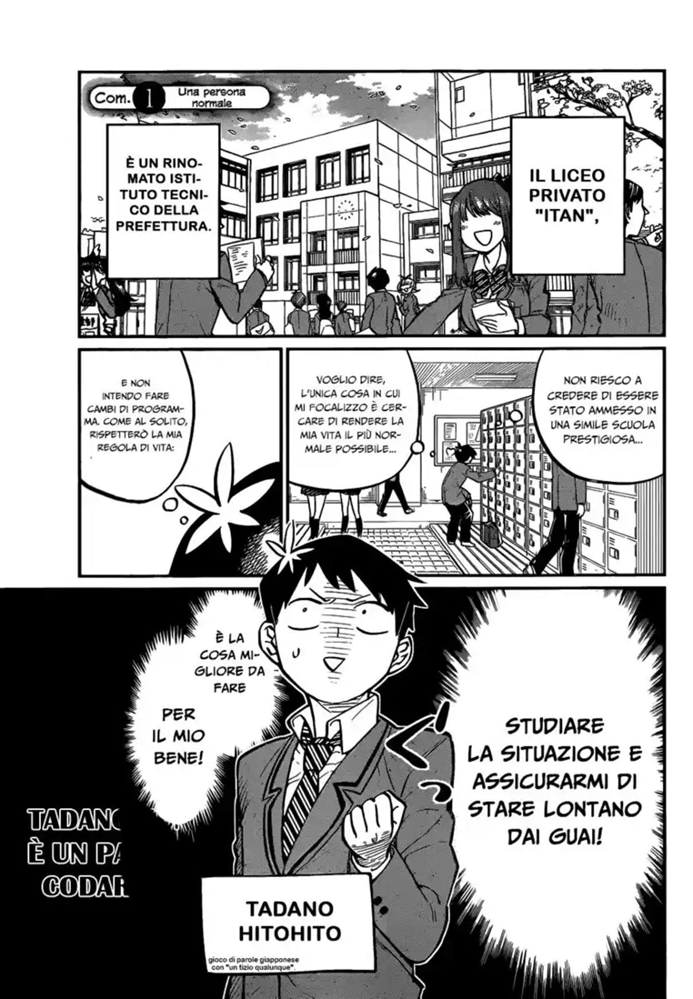 Com. 1 Una persona
normale
IL LICEO
PRIVATO
"ITAN",
È UN RINO-
MATO ISTI-
TUTO TECNI-
CO DELLA
PREFETTURA.
NON RIESCO A
CREDERE DI ESSERE
STATO AMMESSO IN
UNA SIMILE SCUOLA
PRESTIGIOSA...
VOGLIO DIRE,
L'UNICA COSA IN CUI
MI FOCALIZZO È CER-
CARE DI RENDERE LA
MIA VITA IL PIÙ NOR-
MALE POSSIBILE...
E NON
INTENDO FARE
CAMBI DI PROGRAM-
MA. COME AL SOLITO,
RISPETTERÒ LA MIA
REGOLA DI VITA:
STUDIARE
LA SITUAZIONE E
ASSICURARMI DI
STARE LONTANO
DAI GUAI!
È LA
COSA MI-
GLIORE DA
FARE
PER
IL MIO
BENE!
TADANO
HITOHITO
gioco di parole giapponese
con "un tizio qualunque".
TADANO
È UN PA
CODAR